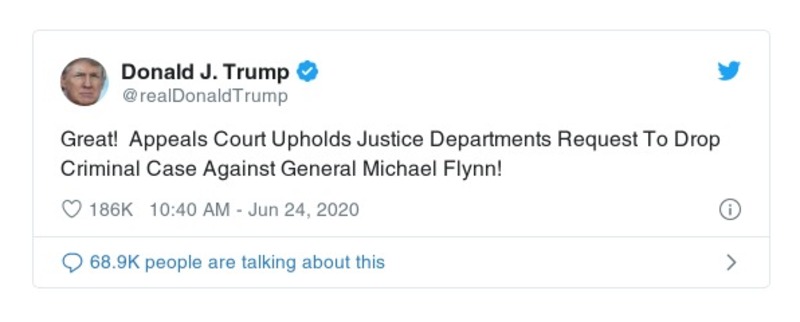 Donald J. Trump
@realDonaldTrump
Great!  Appeals Court Upholds Justice Departments Request To Drop
Criminal Case Against General Michael Flynn!
186K 10:40 AM - Jun 24, 2020
68.9K people are talking about this